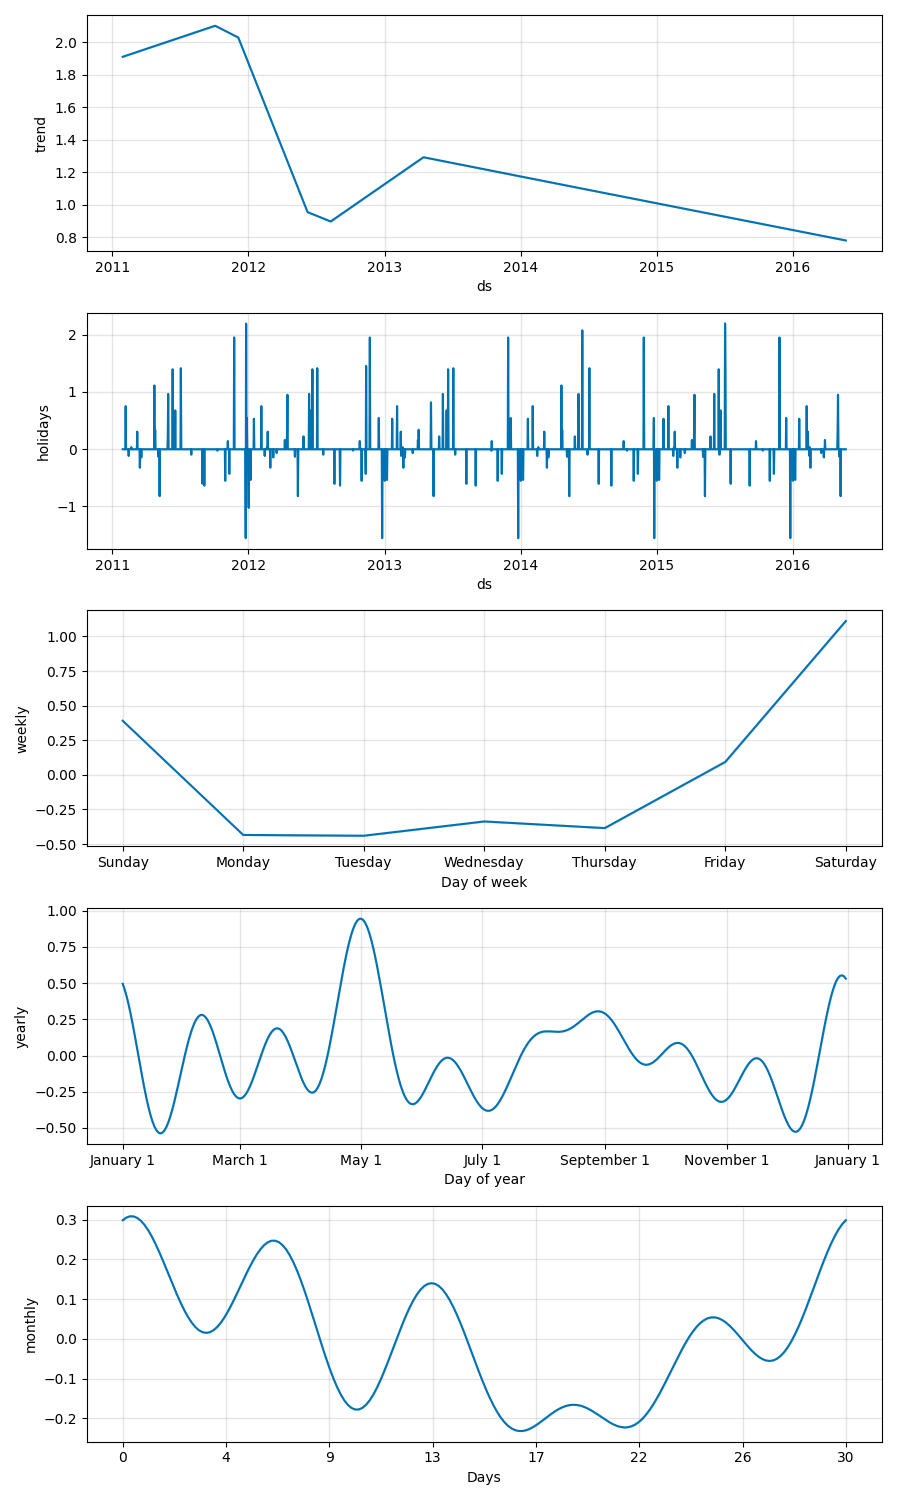 trend
2.0
1.8
1.6
1.4
1.2
1.0
0.8
2011 2012 2013 2014 2015 2016
ds
holidays
2
1
0
−1
2011 2012 2013 2014 2015 2016
ds
weekly
1.00
0.75
0.50
0.25
0.00
−0.25
−0.50
Sunday Monday Tuesday Wednesday Thursday Friday Saturday
Day of week
yearly
1.00
0.75
0.50
0.25
0.00
−0.25
−0.50
January 1 March 1 May 1 July 1 September 1 November 1 January 1
Day of year
monthly
0.3
0.2
0.1
0.0
−0.1
−0.2
0 4 9 13 17 22 26 30
Days